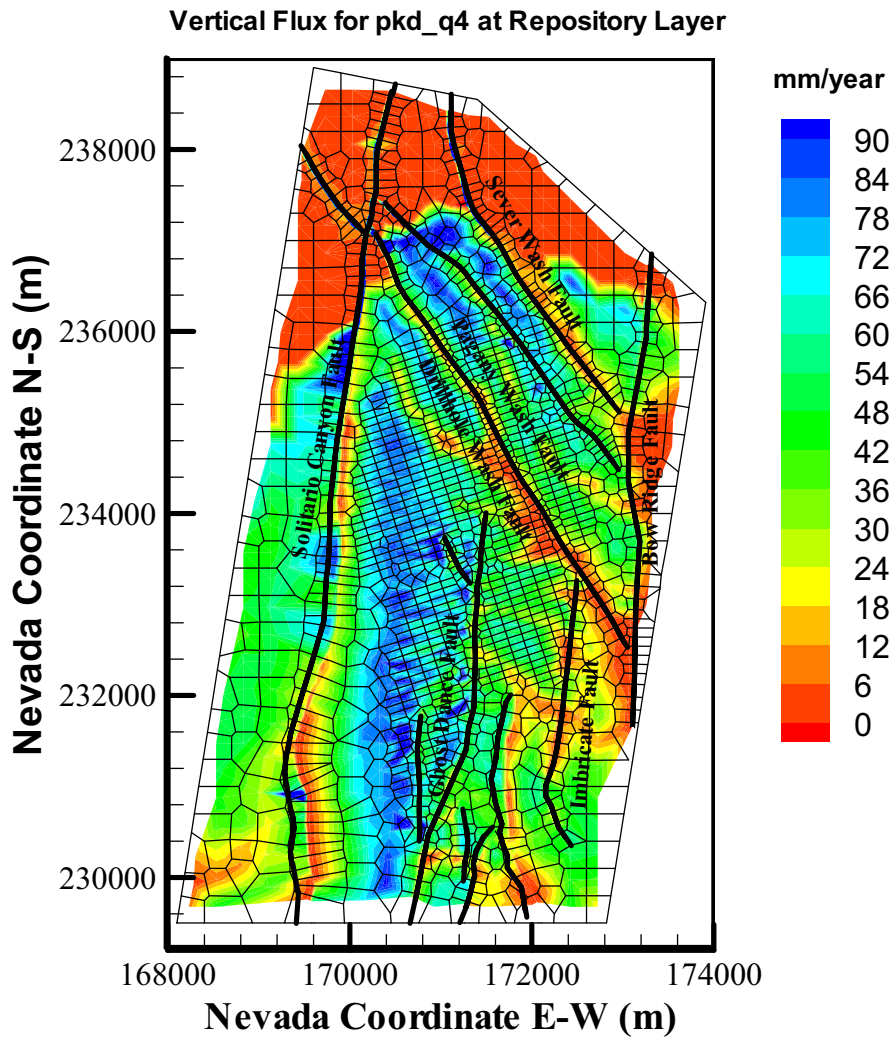 Vertical Flux for pkd_q4 at Repository Layer
mm/year
90
84
78
72
66
60
54
48
42
36
30
24
18
12
6
0
Nevada Coordinate N-S (m)
238000
236000
234000
232000
230000
Sever Wash Fault
Pagany Wash Fault
Drillhole Wash Fault
Solitario Canyon Fault
Bow Ridge Fault
Ghost Dance Fault
Imbricate Fault
168000
170000
172000
174000
Nevada Coordinate E-W (m)